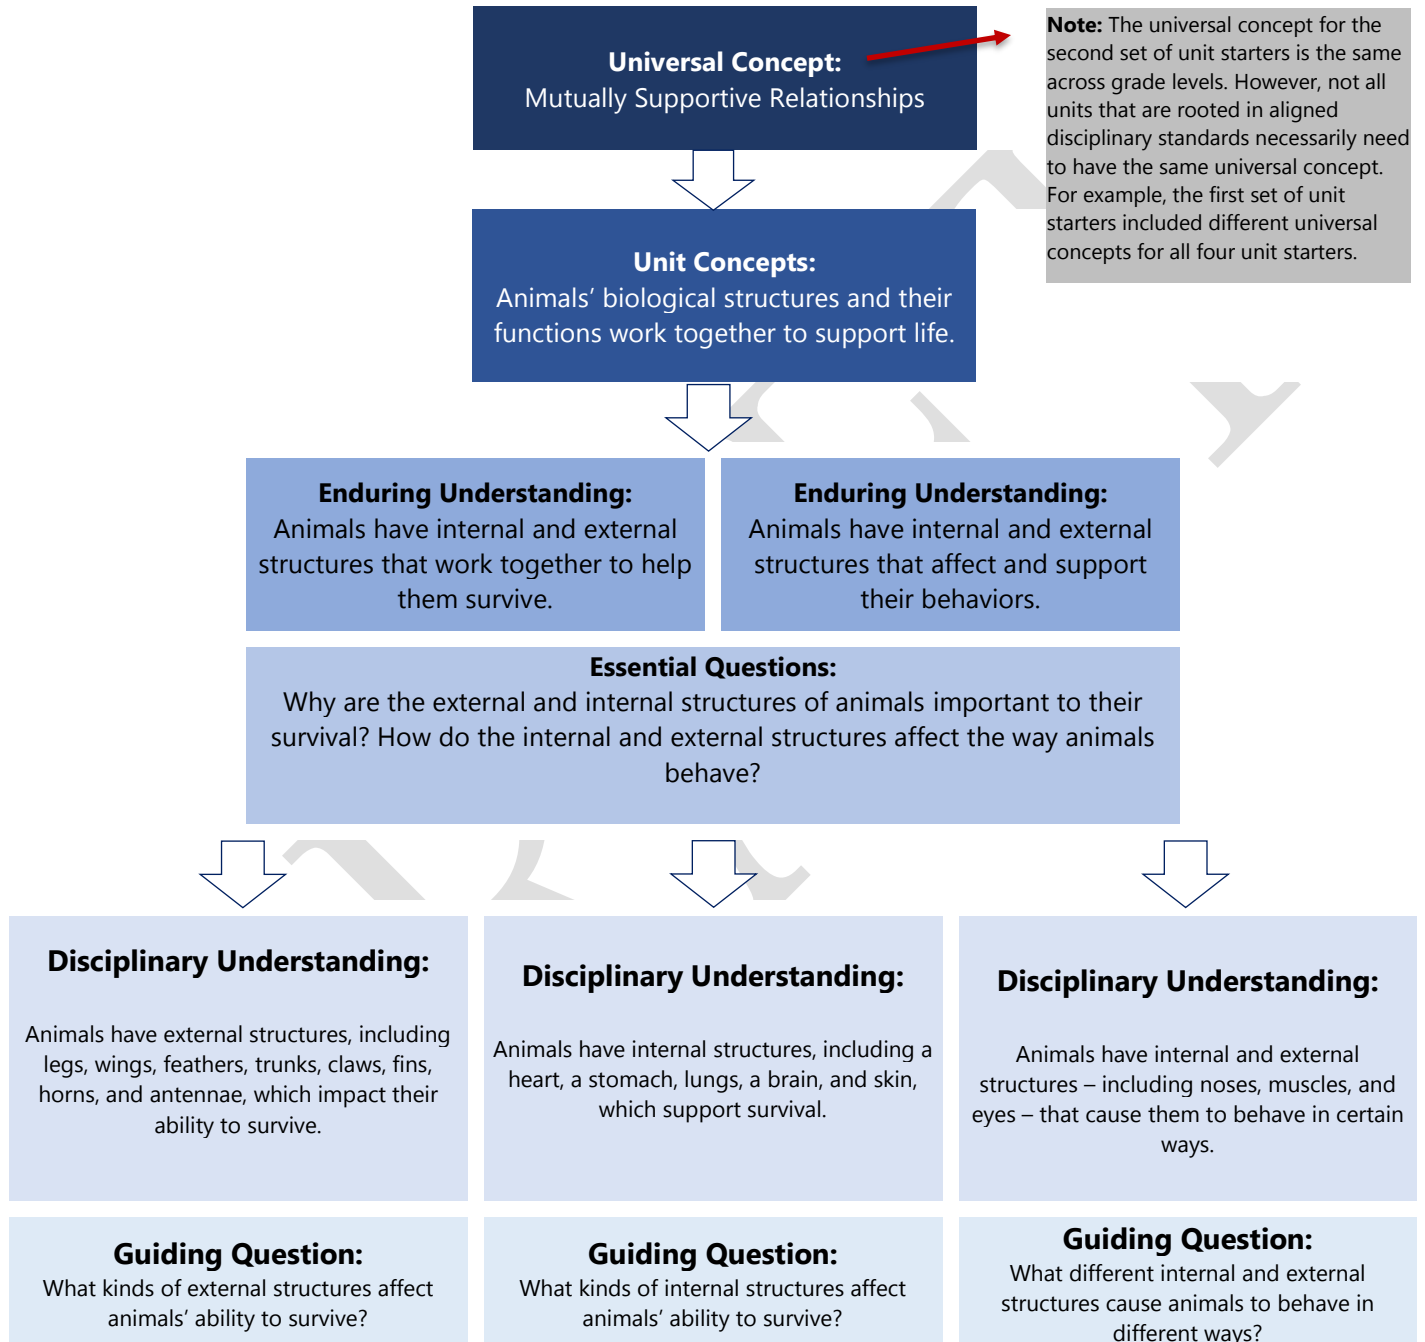 Universal Concept:
Mutually Supportive Relationships
Note: The universal concept for the
second set of unit starters is the same
across grade levels. However, not all
units that are rooted in aligned
disciplinary standards necessarily need
to have the same universal concept.
For example, the first set of unit
starters included different universal
concepts for all four unit starters.
Unit Concepts:
Animals’ biological structures and their
functions work together to support life.
Enduring Understanding:
Animals have internal and external
structures that work together to help
them survive.
Enduring Understanding:
Animals have internal and external
structures that affect and support
their behaviors.
Essential Questions:
Why are the external and internal structures of animals important to their
survival? How do the internal and external structures affect the way animals
behave?
Disciplinary Understanding:
Animals have external structures, including
legs, wings, feathers, trunks, claws, fins,
horns, and antennae, which impact their
ability to survive.
Disciplinary Understanding:
Animals have internal structures, including a
heart, a stomach, lungs, a brain, and skin,
which support survival.
Disciplinary Understanding:
Animals have internal and external
structures – including noses, muscles, and
eyes – that cause them to behave in certain
ways.
Guiding Question:
What kinds of external structures affect
animals’ ability to survive?
Guiding Question:
What kinds of internal structures affect
animals’ ability to survive?
Guiding Question:
What different internal and external
structures cause animals to behave in
different ways?